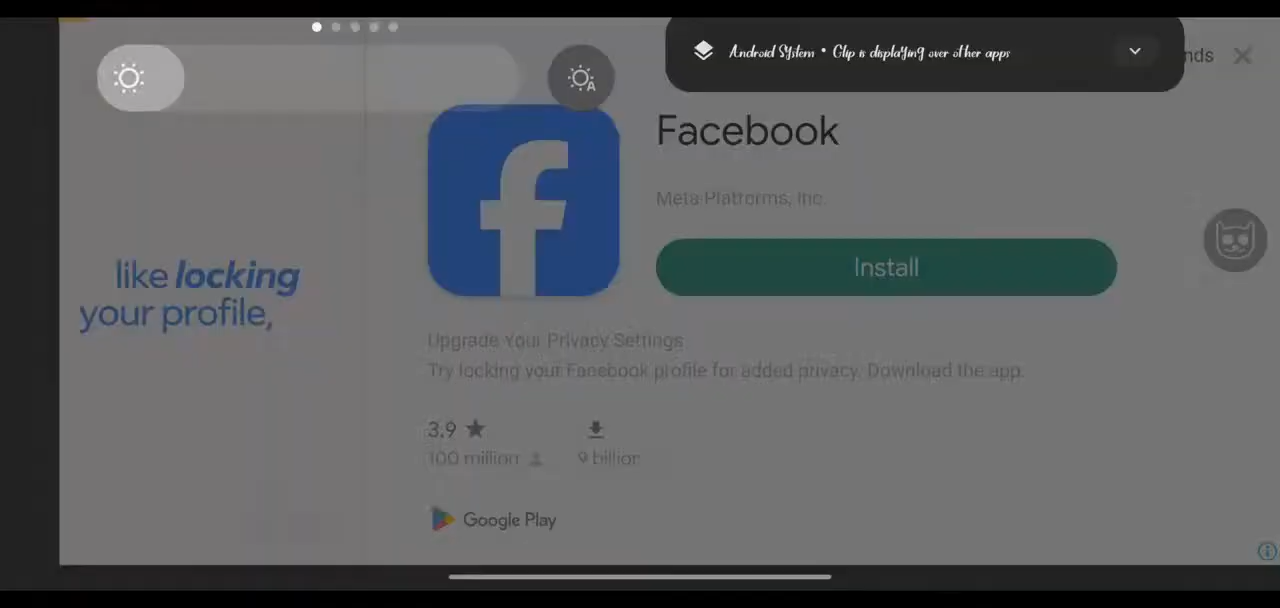 Android System • Clip is displaying over other apps
nds
A
Facebook
Meta Platforms, Inc.
Install
like locking
your profile,
Upgrade Your Privacy Settings
Try locking your Facebook profile for added privacy. Download the app.
3.9 ★
100 million
9 billion
Google Play